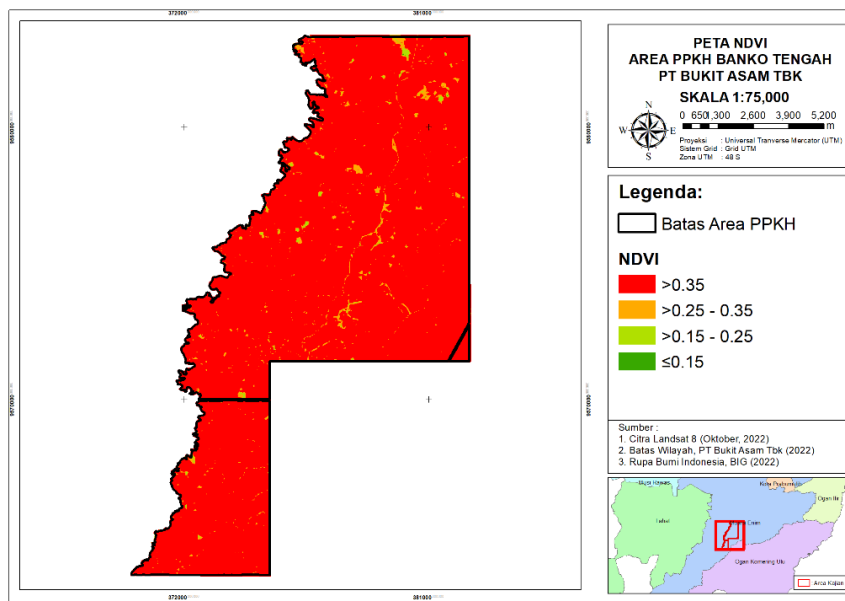 372000
381000
PETA NDVI
AREA PPKH BANKO TENGAH
PT BUKIT ASAM TBK
SKALA 1:75,000
N
W
E
S
0 650 1,300 2,600 3,900 5,200
m
Proyeksi : Universal Tranverse Mercator (UTM)
Sistem Grid : Grid UTM
Zona UTM : 48 S
Legenda:
Batas Area PPKH
NDVI
>0.35
>0.25 - 0.35
>0.15 - 0.25
≤0.15
Sumber :
1. Citra Landsat 8 (Oktober, 2022)
2. Batas Wilayah, PT Bukit Asam Tbk (2022)
3. Rupa Bumi Indonesia, BIG (2022)
Lahat
Ogan Ilir
Ogan Komering Ulu
Area Kajian
372000
381000